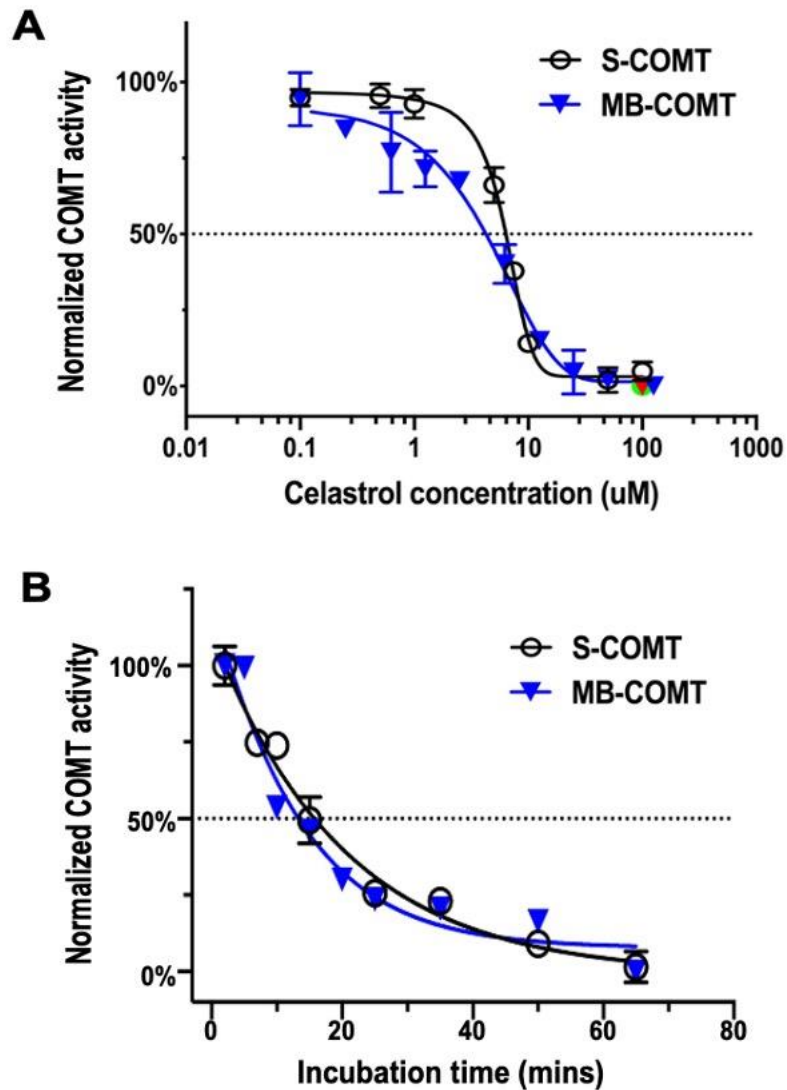 A
Normalized COMT activity
100%
50%
0%
S-COMT
MB-COMT
0.01 0.1 1 10 100 1000
Celastrol concentration (uM)
B
Normalized COMT activity
100%
50%
0%
S-COMT
MB-COMT
0 20 40 60 80
Incubation time (mins)